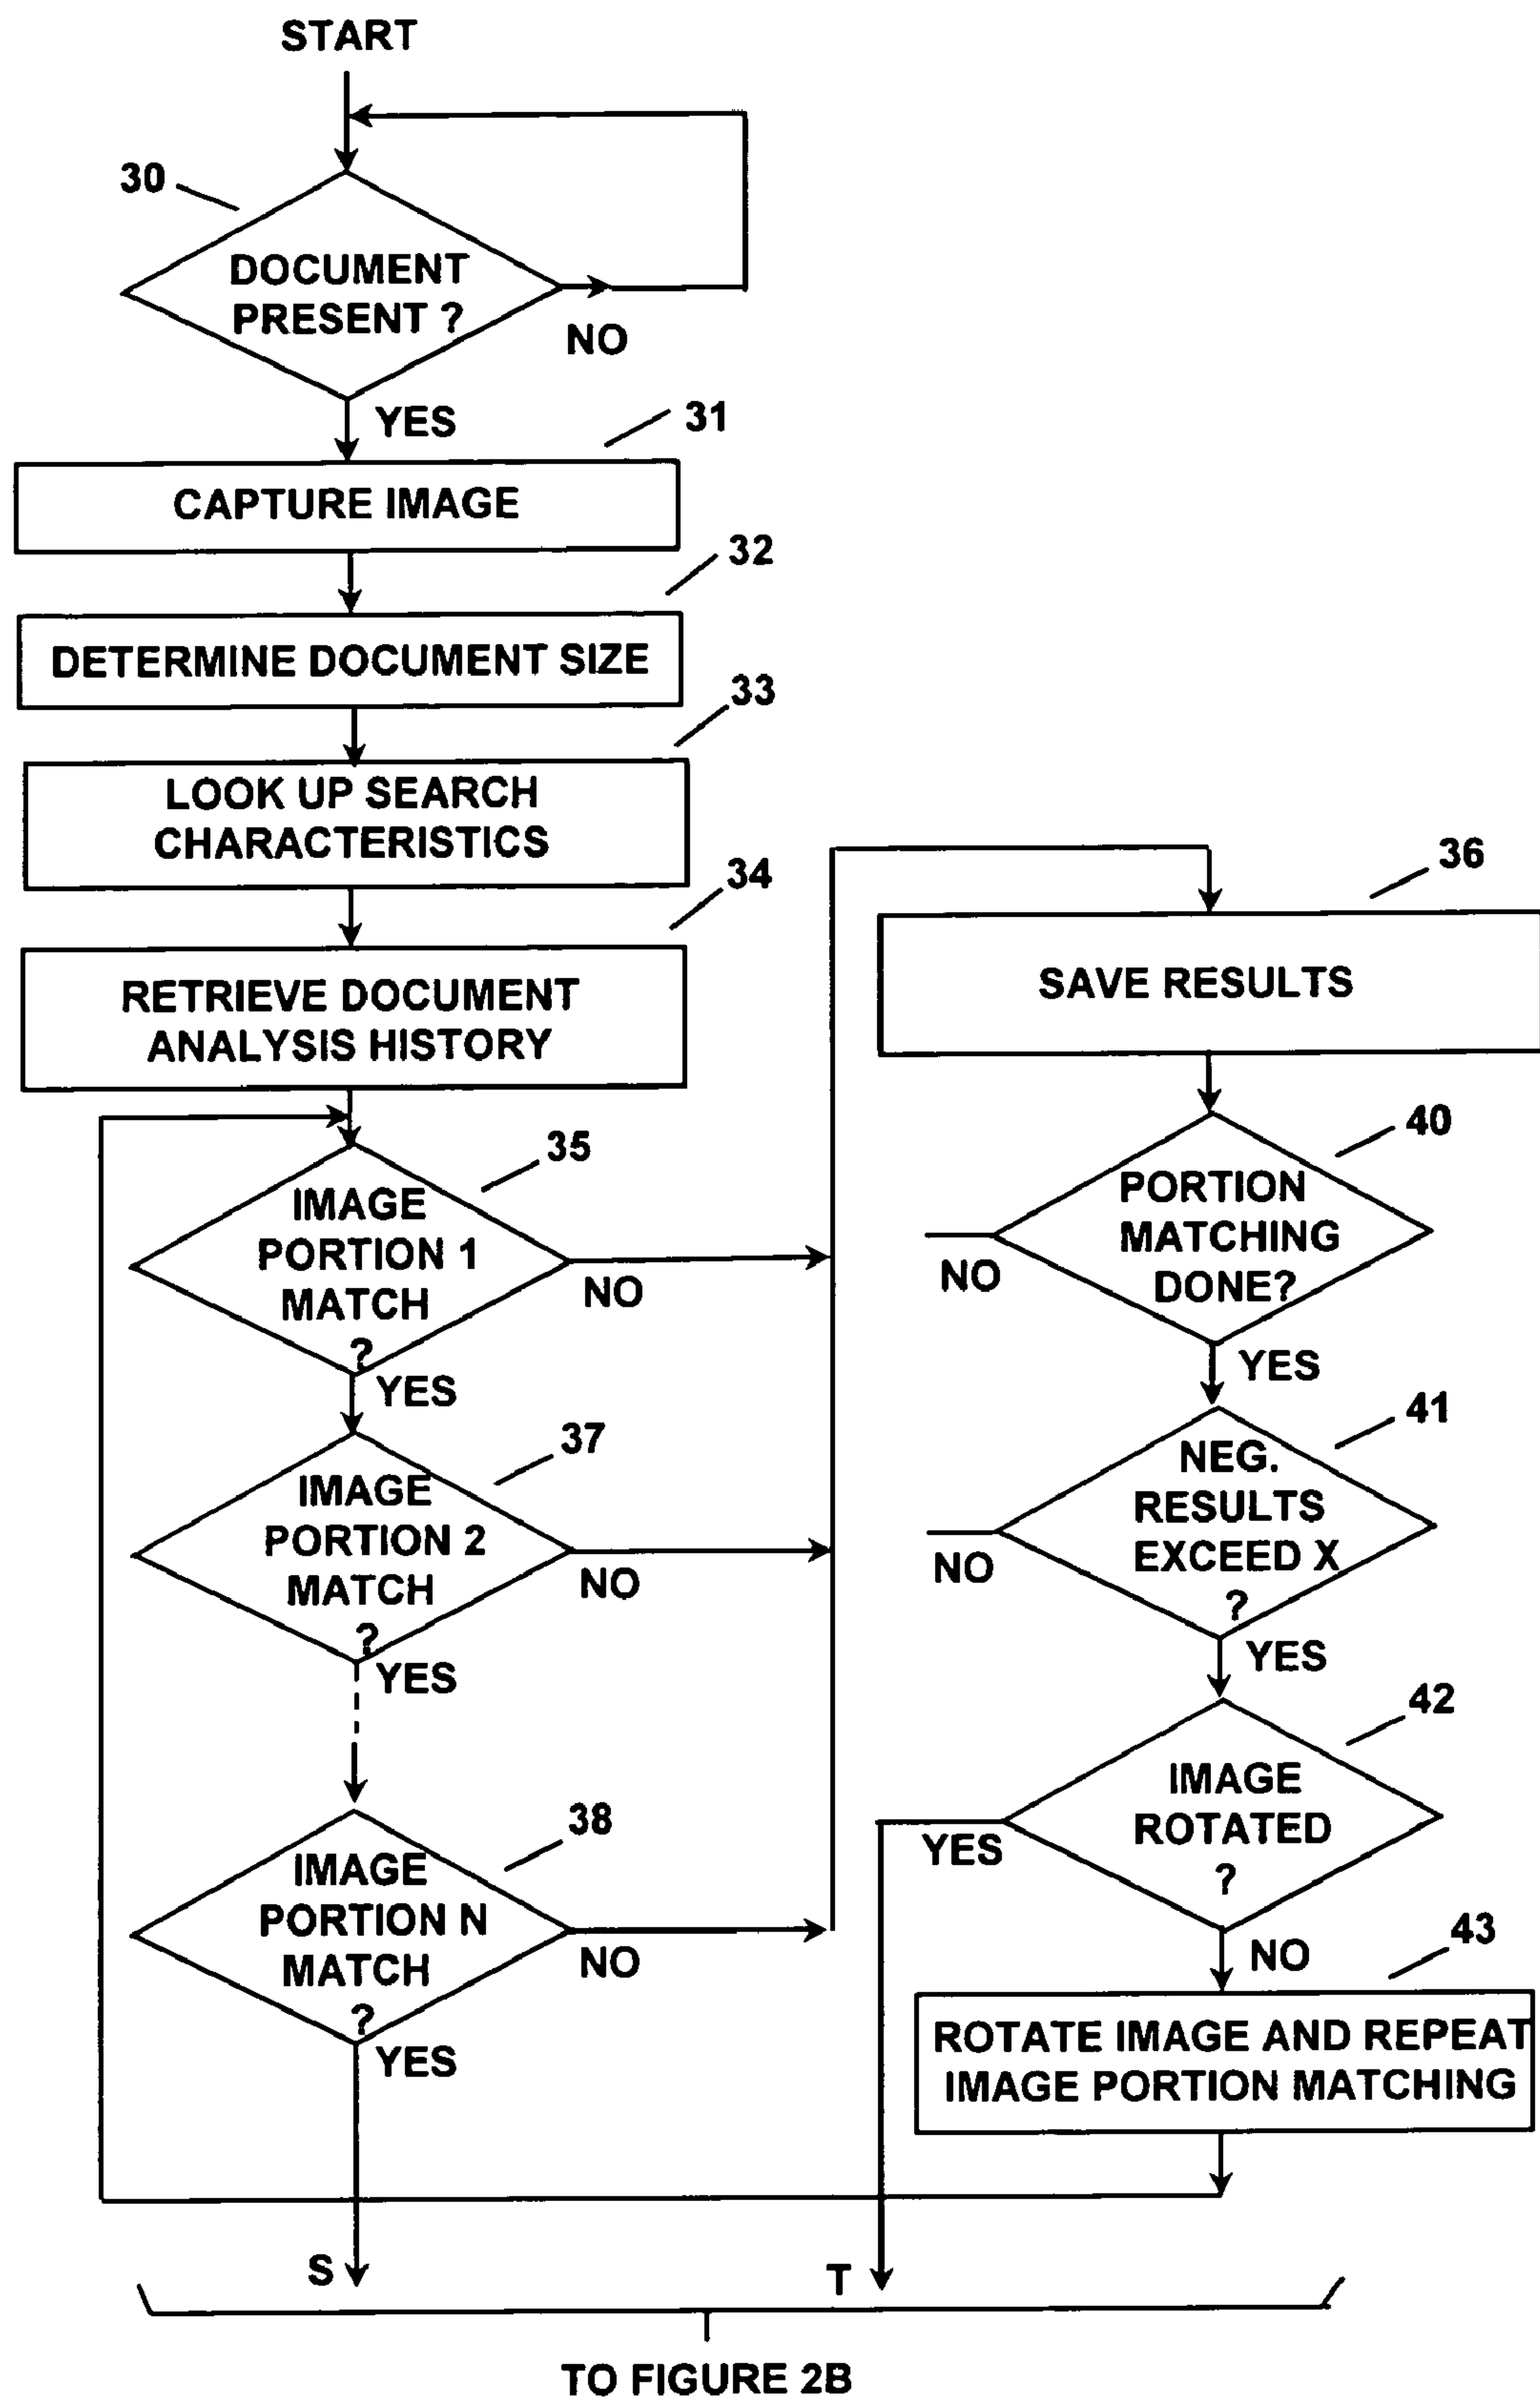 START
30
DOCUMENT
PRESENT ?
NO
YES
31
CAPTURE IMAGE
32
DETERMINE DOCUMENT SIZE
33
LOOK UP SEARCH
CHARACTERISTICS
34
RETRIEVE DOCUMENT
ANALYSIS HISTORY
35
IMAGE
PORTION 1
MATCH
?
NO
YES
37
IMAGE
PORTION 2
MATCH
?
NO
YES
38
IMAGE
PORTION N
MATCH
?
NO
YES
36
SAVE RESULTS
40
PORTION
MATCHING
DONE?
NO
YES
41
NEG.
RESULTS
EXCEED X
?
NO
YES
42
IMAGE
ROTATED
?
YES
NO
43
ROTATE IMAGE AND REPEAT
IMAGE PORTION MATCHING
S
T
TO FIGURE 2B